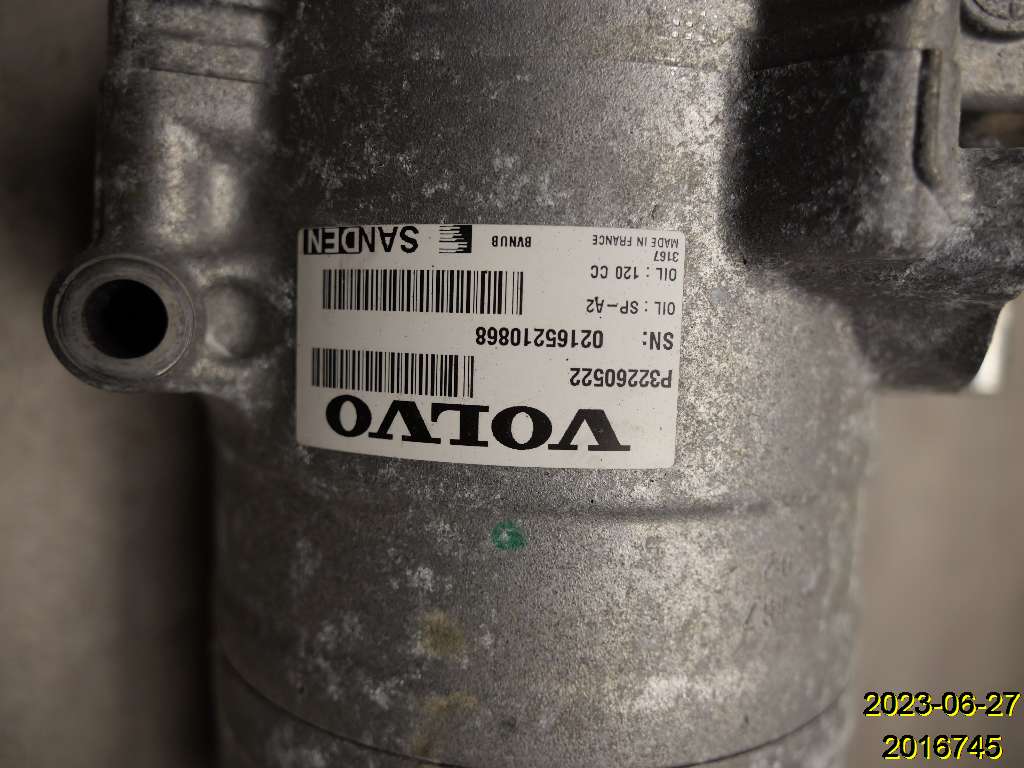 VOLVO
P32260522
SN: 02165210868
OIL : SP-A2
OIL : 120 CC
3167
MADE IN FRANCE
BVNUB
SANDEN
2023-06-27
2016745